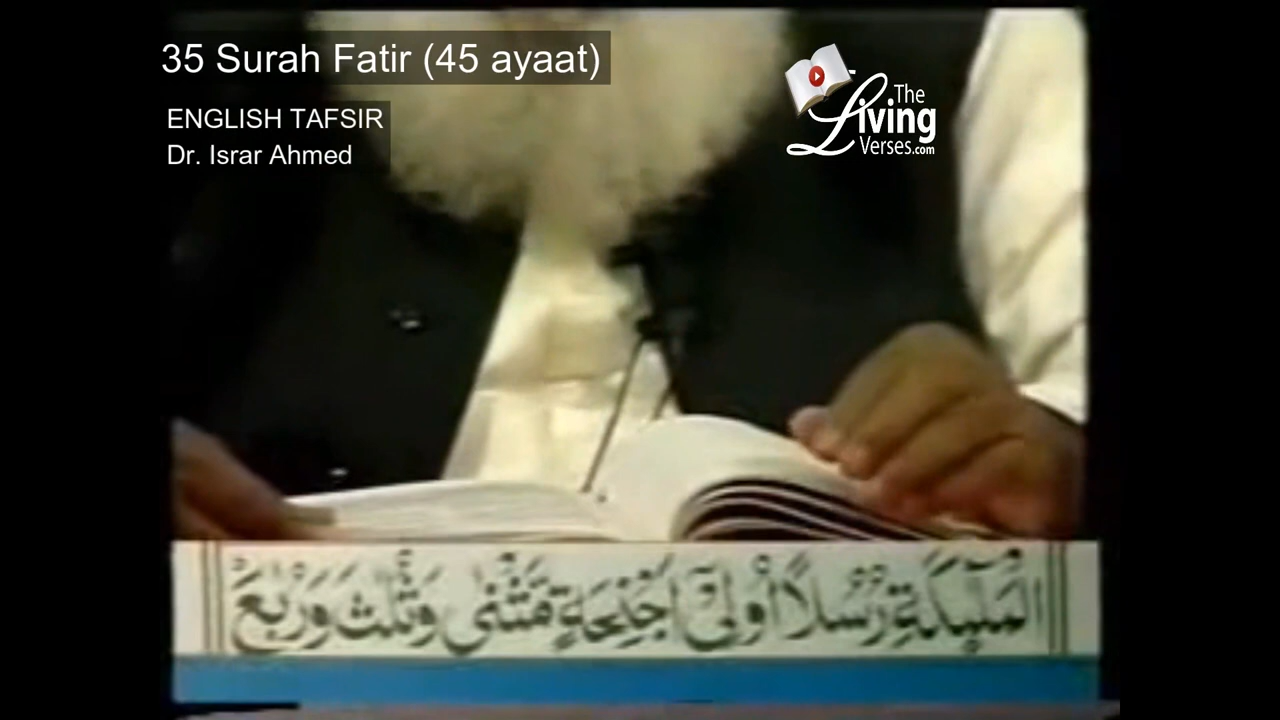 35 Surah Fatir (45 ayaat)
ENGLISH TAFSIR
Dr. Israr Ahmed
The
Living
Verses.com
الْمَلٰٓئِكَةِ رُسُلًا اُولِیْۤ اَجْنِحَةٍ مَّثْنٰى وَثُلٰثَ وَرُبٰعَ